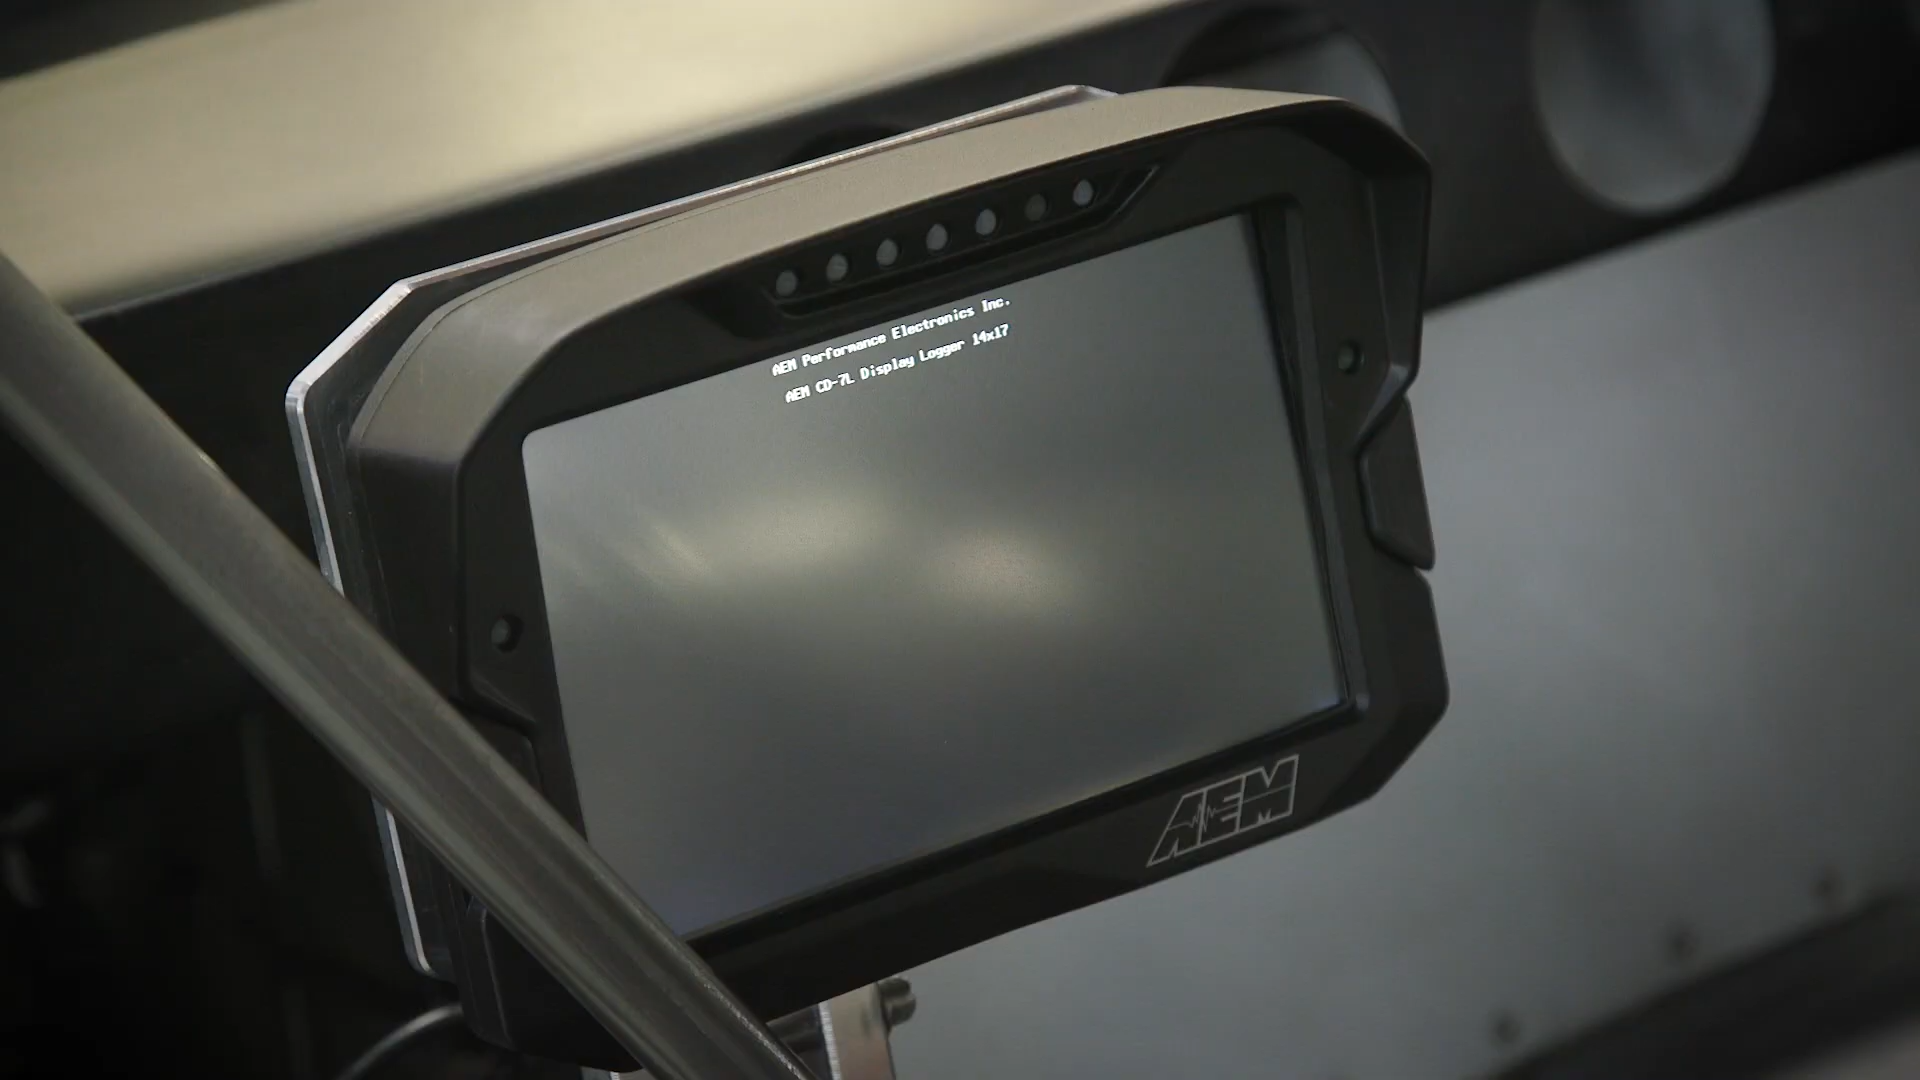 AEM Performance Electronics Inc.
AEM CD-7L Display Logger 14x17
AEM